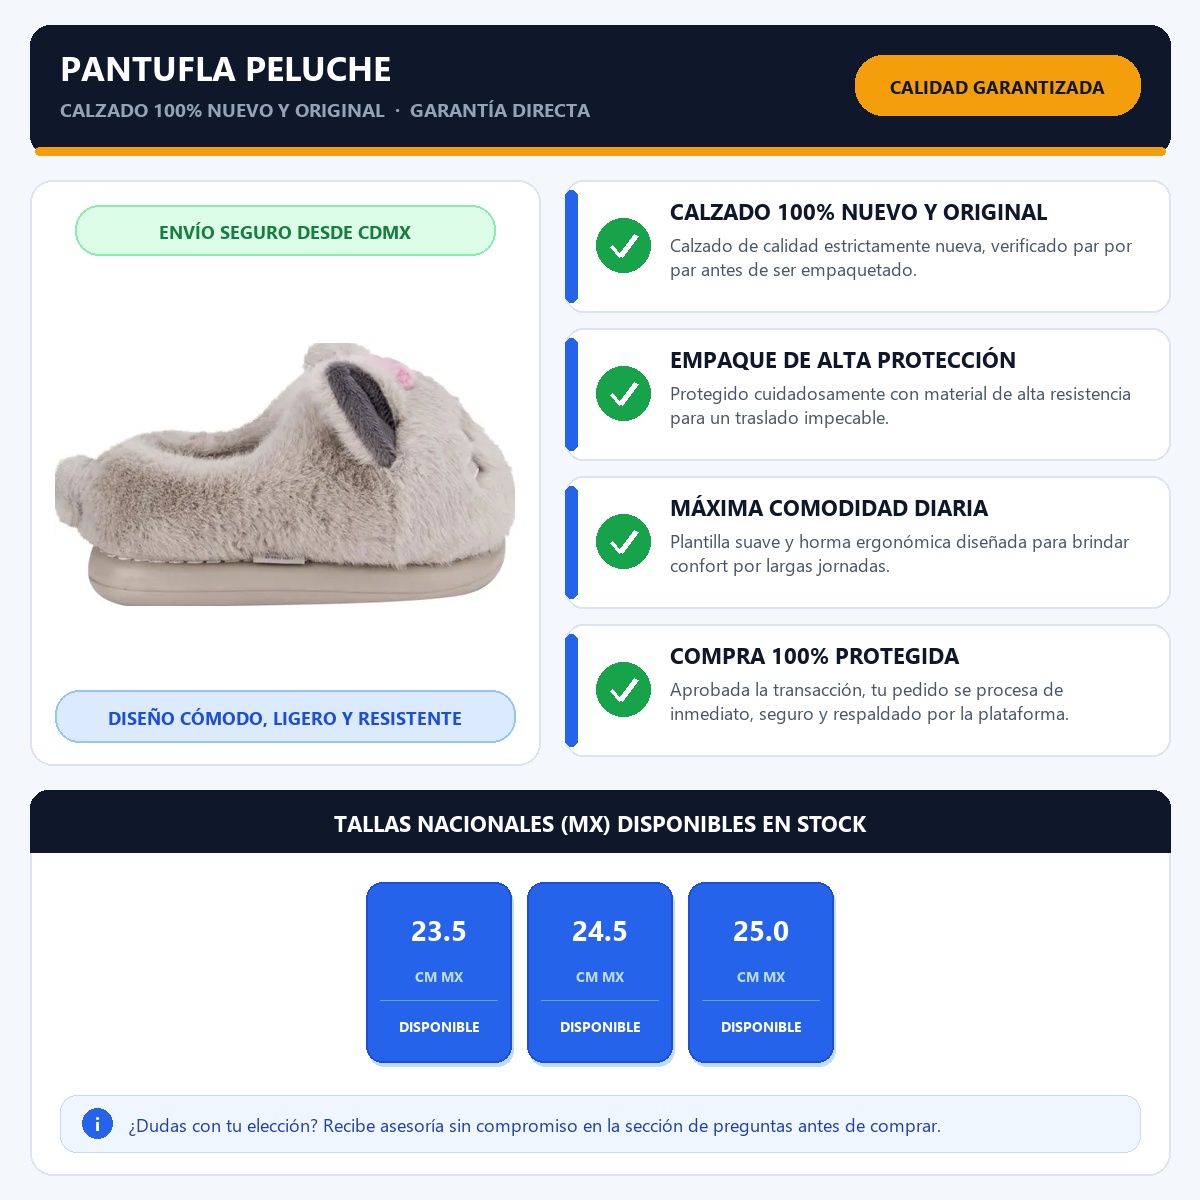 PANTUFLA PELUCHE
CALZADO 100% NUEVO Y ORIGINAL · GARANTÍA DIRECTA
CALIDAD GARANTIZADA
ENVÍO SEGURO DESDE CDMX
DISEÑO CÓMODO, LIGERO Y RESISTENTE
CALZADO 100% NUEVO Y ORIGINAL
Calzado de calidad estrictamente nueva, verificado par por
par antes de ser empaquetado.
EMPAQUE DE ALTA PROTECCIÓN
Protegido cuidadosamente con material de alta resistencia
para un traslado impecable.
MÁXIMA COMODIDAD DIARIA
Plantilla suave y horma ergonómica diseñada para brindar
confort por largas jornadas.
COMPRA 100% PROTEGIDA
Aprobada la transacción, tu pedido se procesa de
inmediato, seguro y respaldado por la plataforma.
TALLAS NACIONALES (MX) DISPONIBLES EN STOCK
23.5
CM MX
DISPONIBLE
24.5
CM MX
DISPONIBLE
25.0
CM MX
DISPONIBLE
¿Dudas con tu elección? Recibe asesoría sin compromiso en la sección de preguntas antes de comprar.